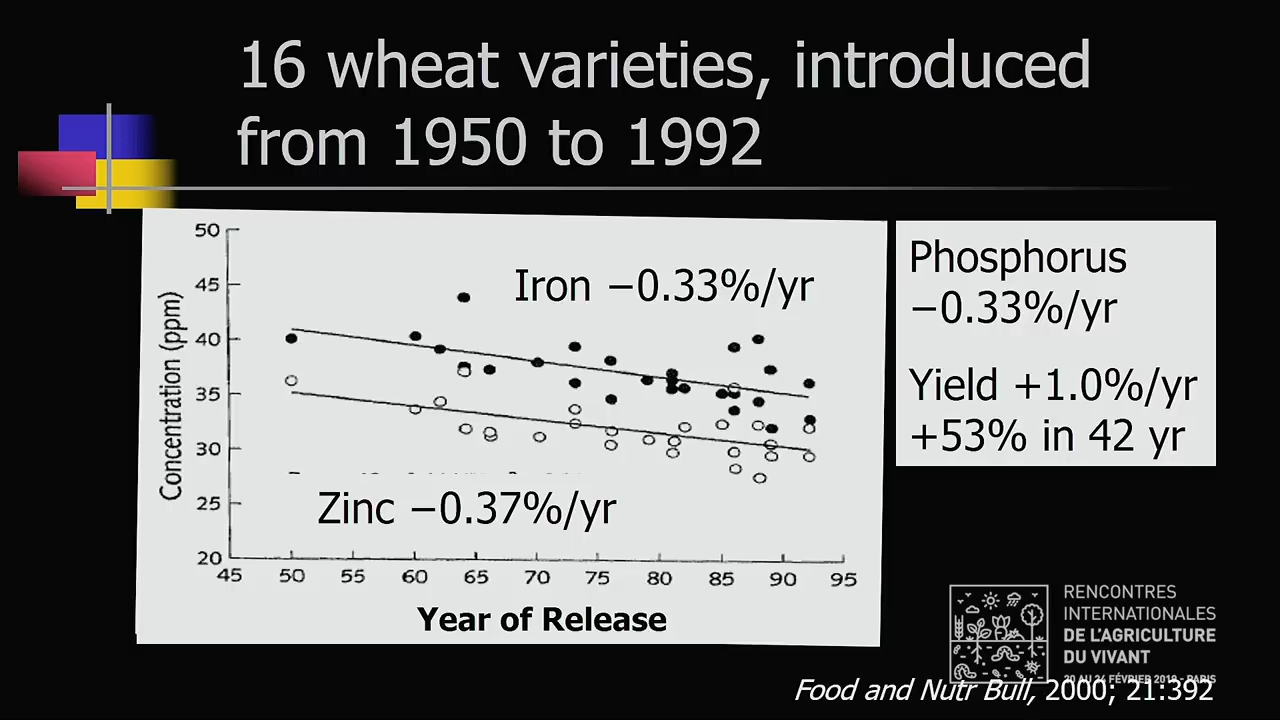 16 wheat varieties, introduced
from 1950 to 1992
50
45
40
35
30
25
20
Concentration (ppm)
Iron −0.33%/yr
Zinc −0.37%/yr
45 50 55 60 65 70 75 80 85 90 95
Year of Release
Phosphorus
−0.33%/yr
Yield +1.0%/yr
+53% in 42 yr
RENCONTRES
INTERNATIONALES
DE L'AGRICULTURE
DU VIVANT
FÉVRIER 2019 - PARIS
Food and Nutr Bull, 2000; 21:392